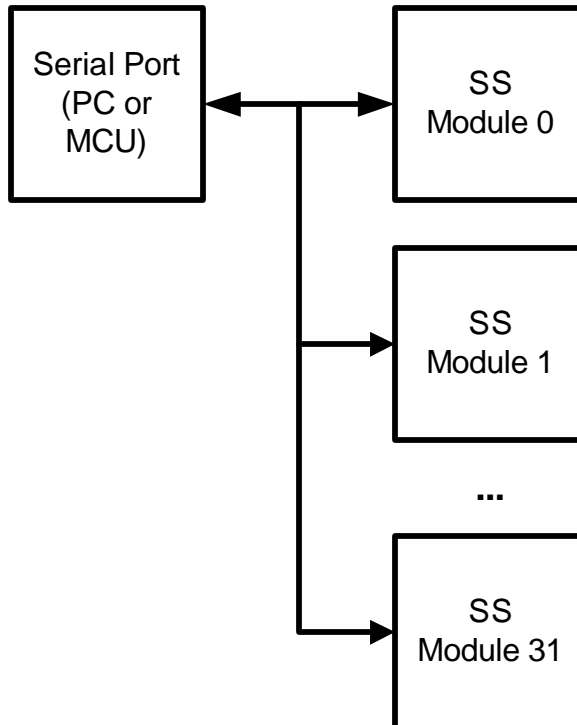 Serial Port
(PC or
MCU)
SS
Module 0
SS
Module 1
...
SS
Module 31